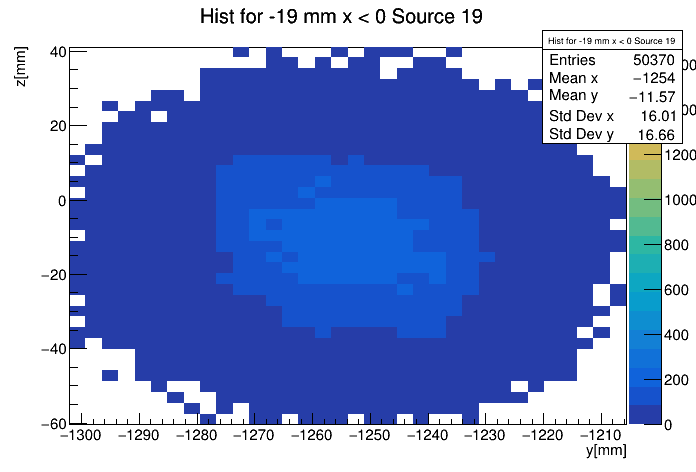 Hist for -19 mm x < 0 Source 19
Hist for -19 mm x < 0 Source 19
Entries 50370
Mean x −1254
Mean y −11.57
Std Dev x 16.01
Std Dev y 16.66
z[mm]
40
20
0
−20
−40
−60
−1300 −1290 −1280 −1270 −1260 −1250 −1240 −1230 −1220 −1210
y[mm]
1200
1000
800
600
400
200
0